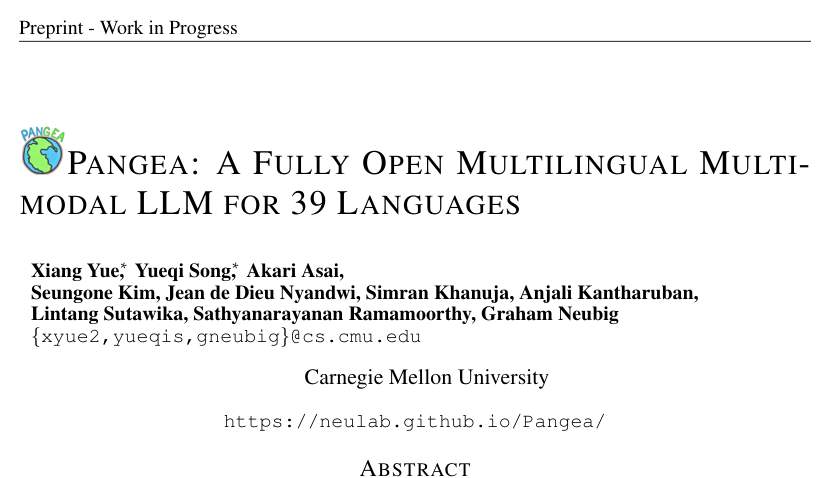 Preprint - Work in Progress
PANGEA
PANGEA: A FULLY OPEN MULTILINGUAL MULTI-
MODAL LLM FOR 39 LANGUAGES
Xiang Yue,* Yueqi Song,* Akari Asai,
Seungone Kim, Jean de Dieu Nyandwi, Simran Khanuja, Anjali Kantharuban,
Lintang Sutawika, Sathyanarayanan Ramamoorthy, Graham Neubig
{xyue2,yueqis,gneubig}@cs.cmu.edu
Carnegie Mellon University
https://neulab.github.io/Pangea/
ABSTRACT